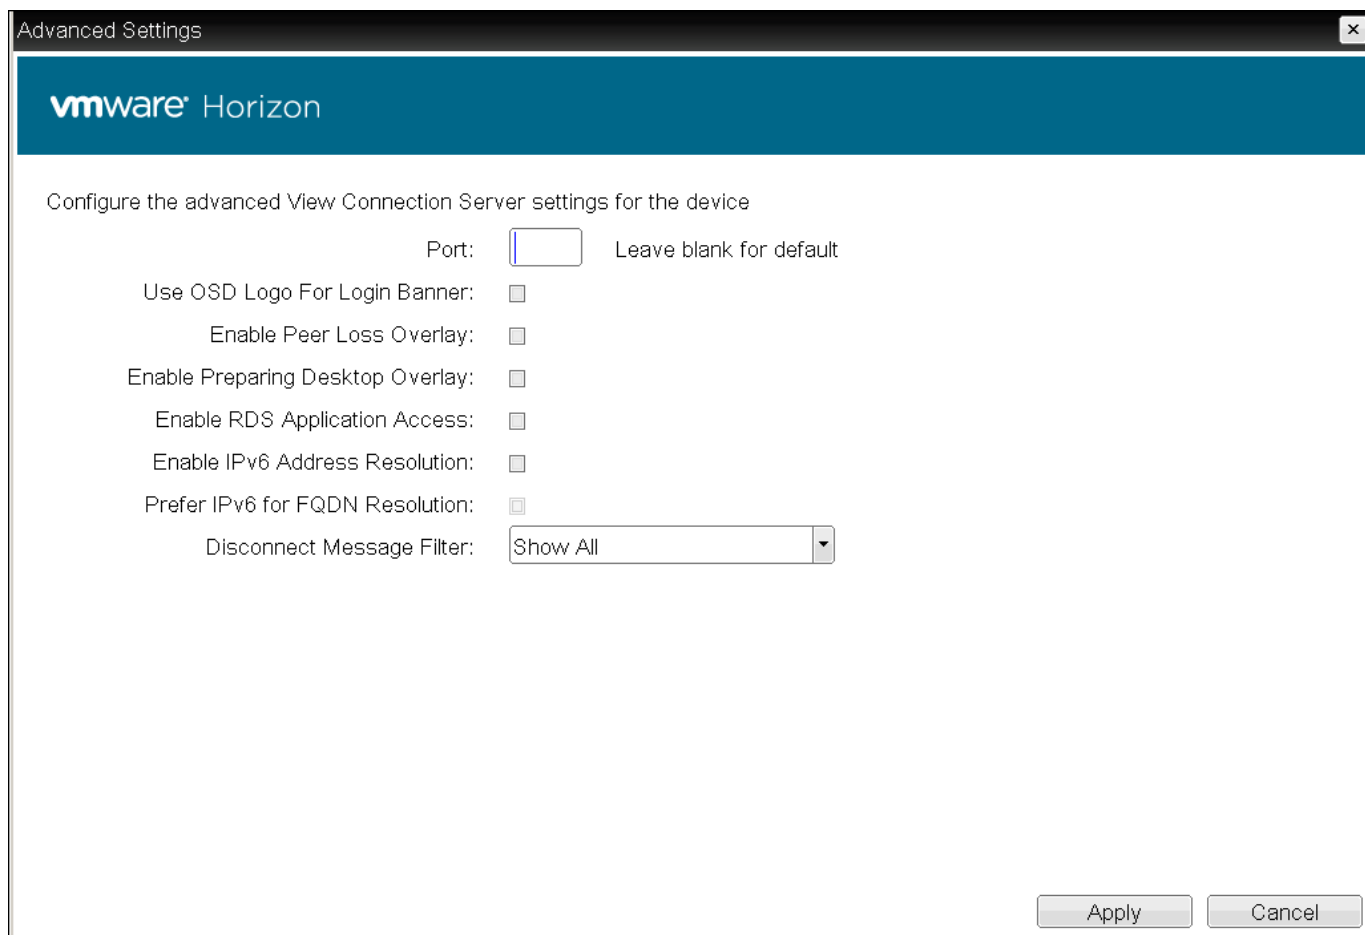 Advanced Settings
vmware® Horizon
Configure the advanced View Connection Server settings for the device
Port: Leave blank for default
Use OSD Logo For Login Banner:
Enable Peer Loss Overlay:
Enable Preparing Desktop Overlay:
Enable RDS Application Access:
Enable IPv6 Address Resolution:
Prefer IPv6 for FQDN Resolution:
Disconnect Message Filter: Show All
Apply Cancel